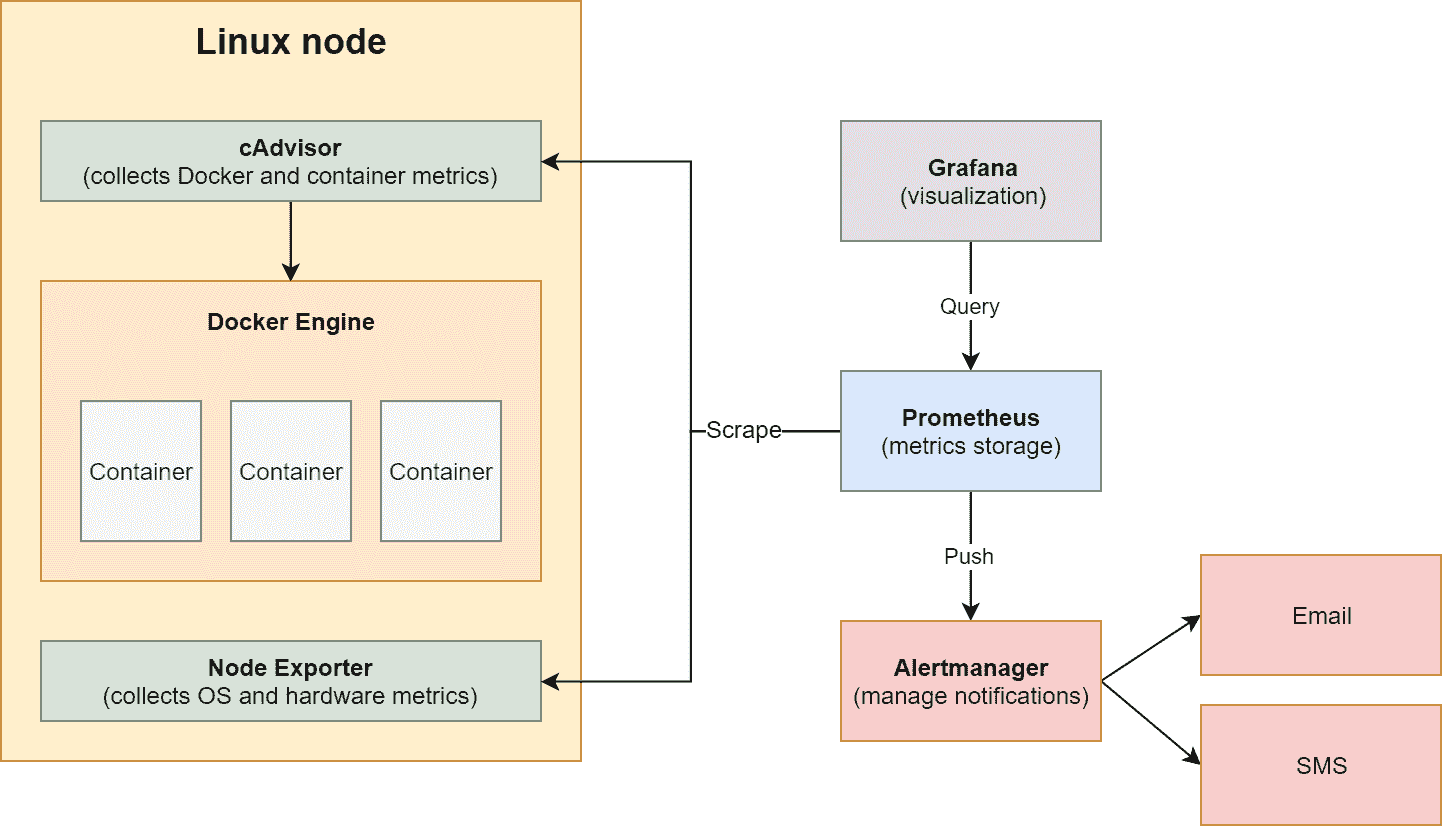 Linux node
cAdvisor
(collects Docker and container metrics)
Docker Engine
Container
Container
Container
Node Exporter
(collects OS and hardware metrics)
Scrape
Grafana
(visualization)
Query
Prometheus
(metrics storage)
Push
Alertmanager
(manage notifications)
Email
SMS